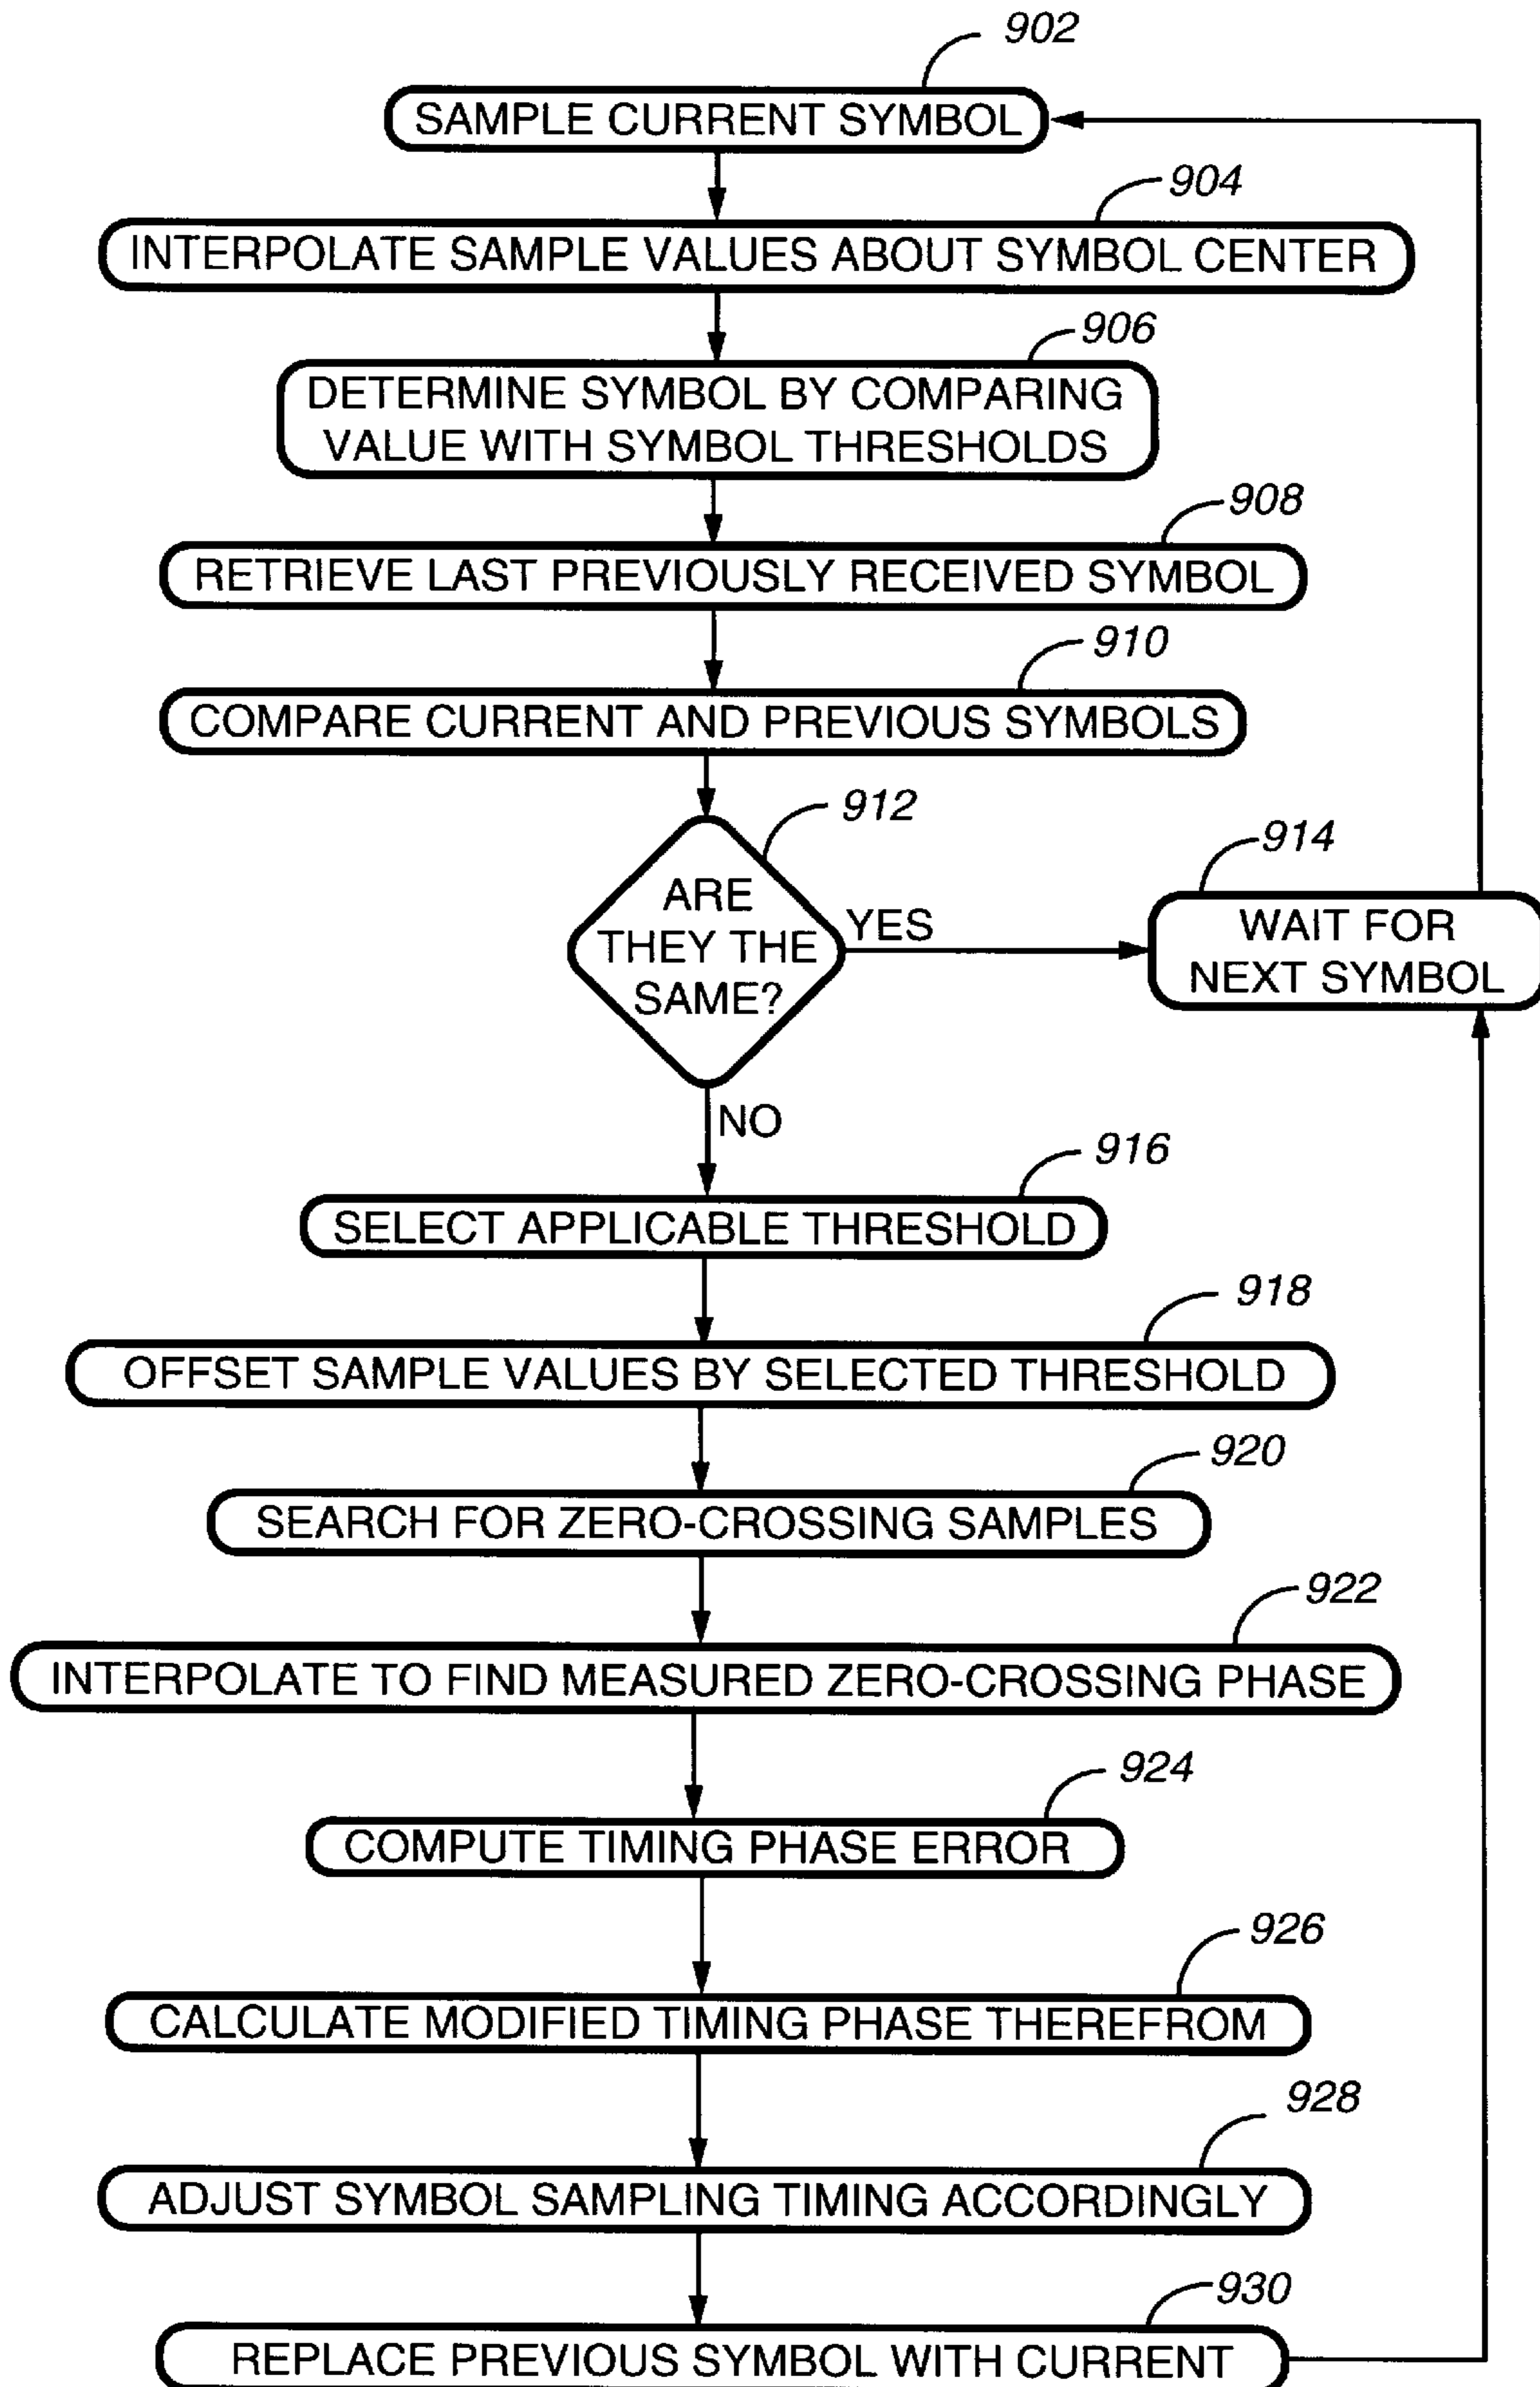 902
SAMPLE CURRENT SYMBOL
904
INTERPOLATE SAMPLE VALUES ABOUT SYMBOL CENTER
906
DETERMINE SYMBOL BY COMPARING
VALUE WITH SYMBOL THRESHOLDS
908
RETRIEVE LAST PREVIOUSLY RECEIVED SYMBOL
910
COMPARE CURRENT AND PREVIOUS SYMBOLS
912
ARE
THEY THE
SAME?
YES
914
WAIT FOR
NEXT SYMBOL
NO
916
SELECT APPLICABLE THRESHOLD
918
OFFSET SAMPLE VALUES BY SELECTED THRESHOLD
920
SEARCH FOR ZERO-CROSSING SAMPLES
922
INTERPOLATE TO FIND MEASURED ZERO-CROSSING PHASE
924
COMPUTE TIMING PHASE ERROR
926
CALCULATE MODIFIED TIMING PHASE THEREFROM
928
ADJUST SYMBOL SAMPLING TIMING ACCORDINGLY
930
REPLACE PREVIOUS SYMBOL WITH CURRENT